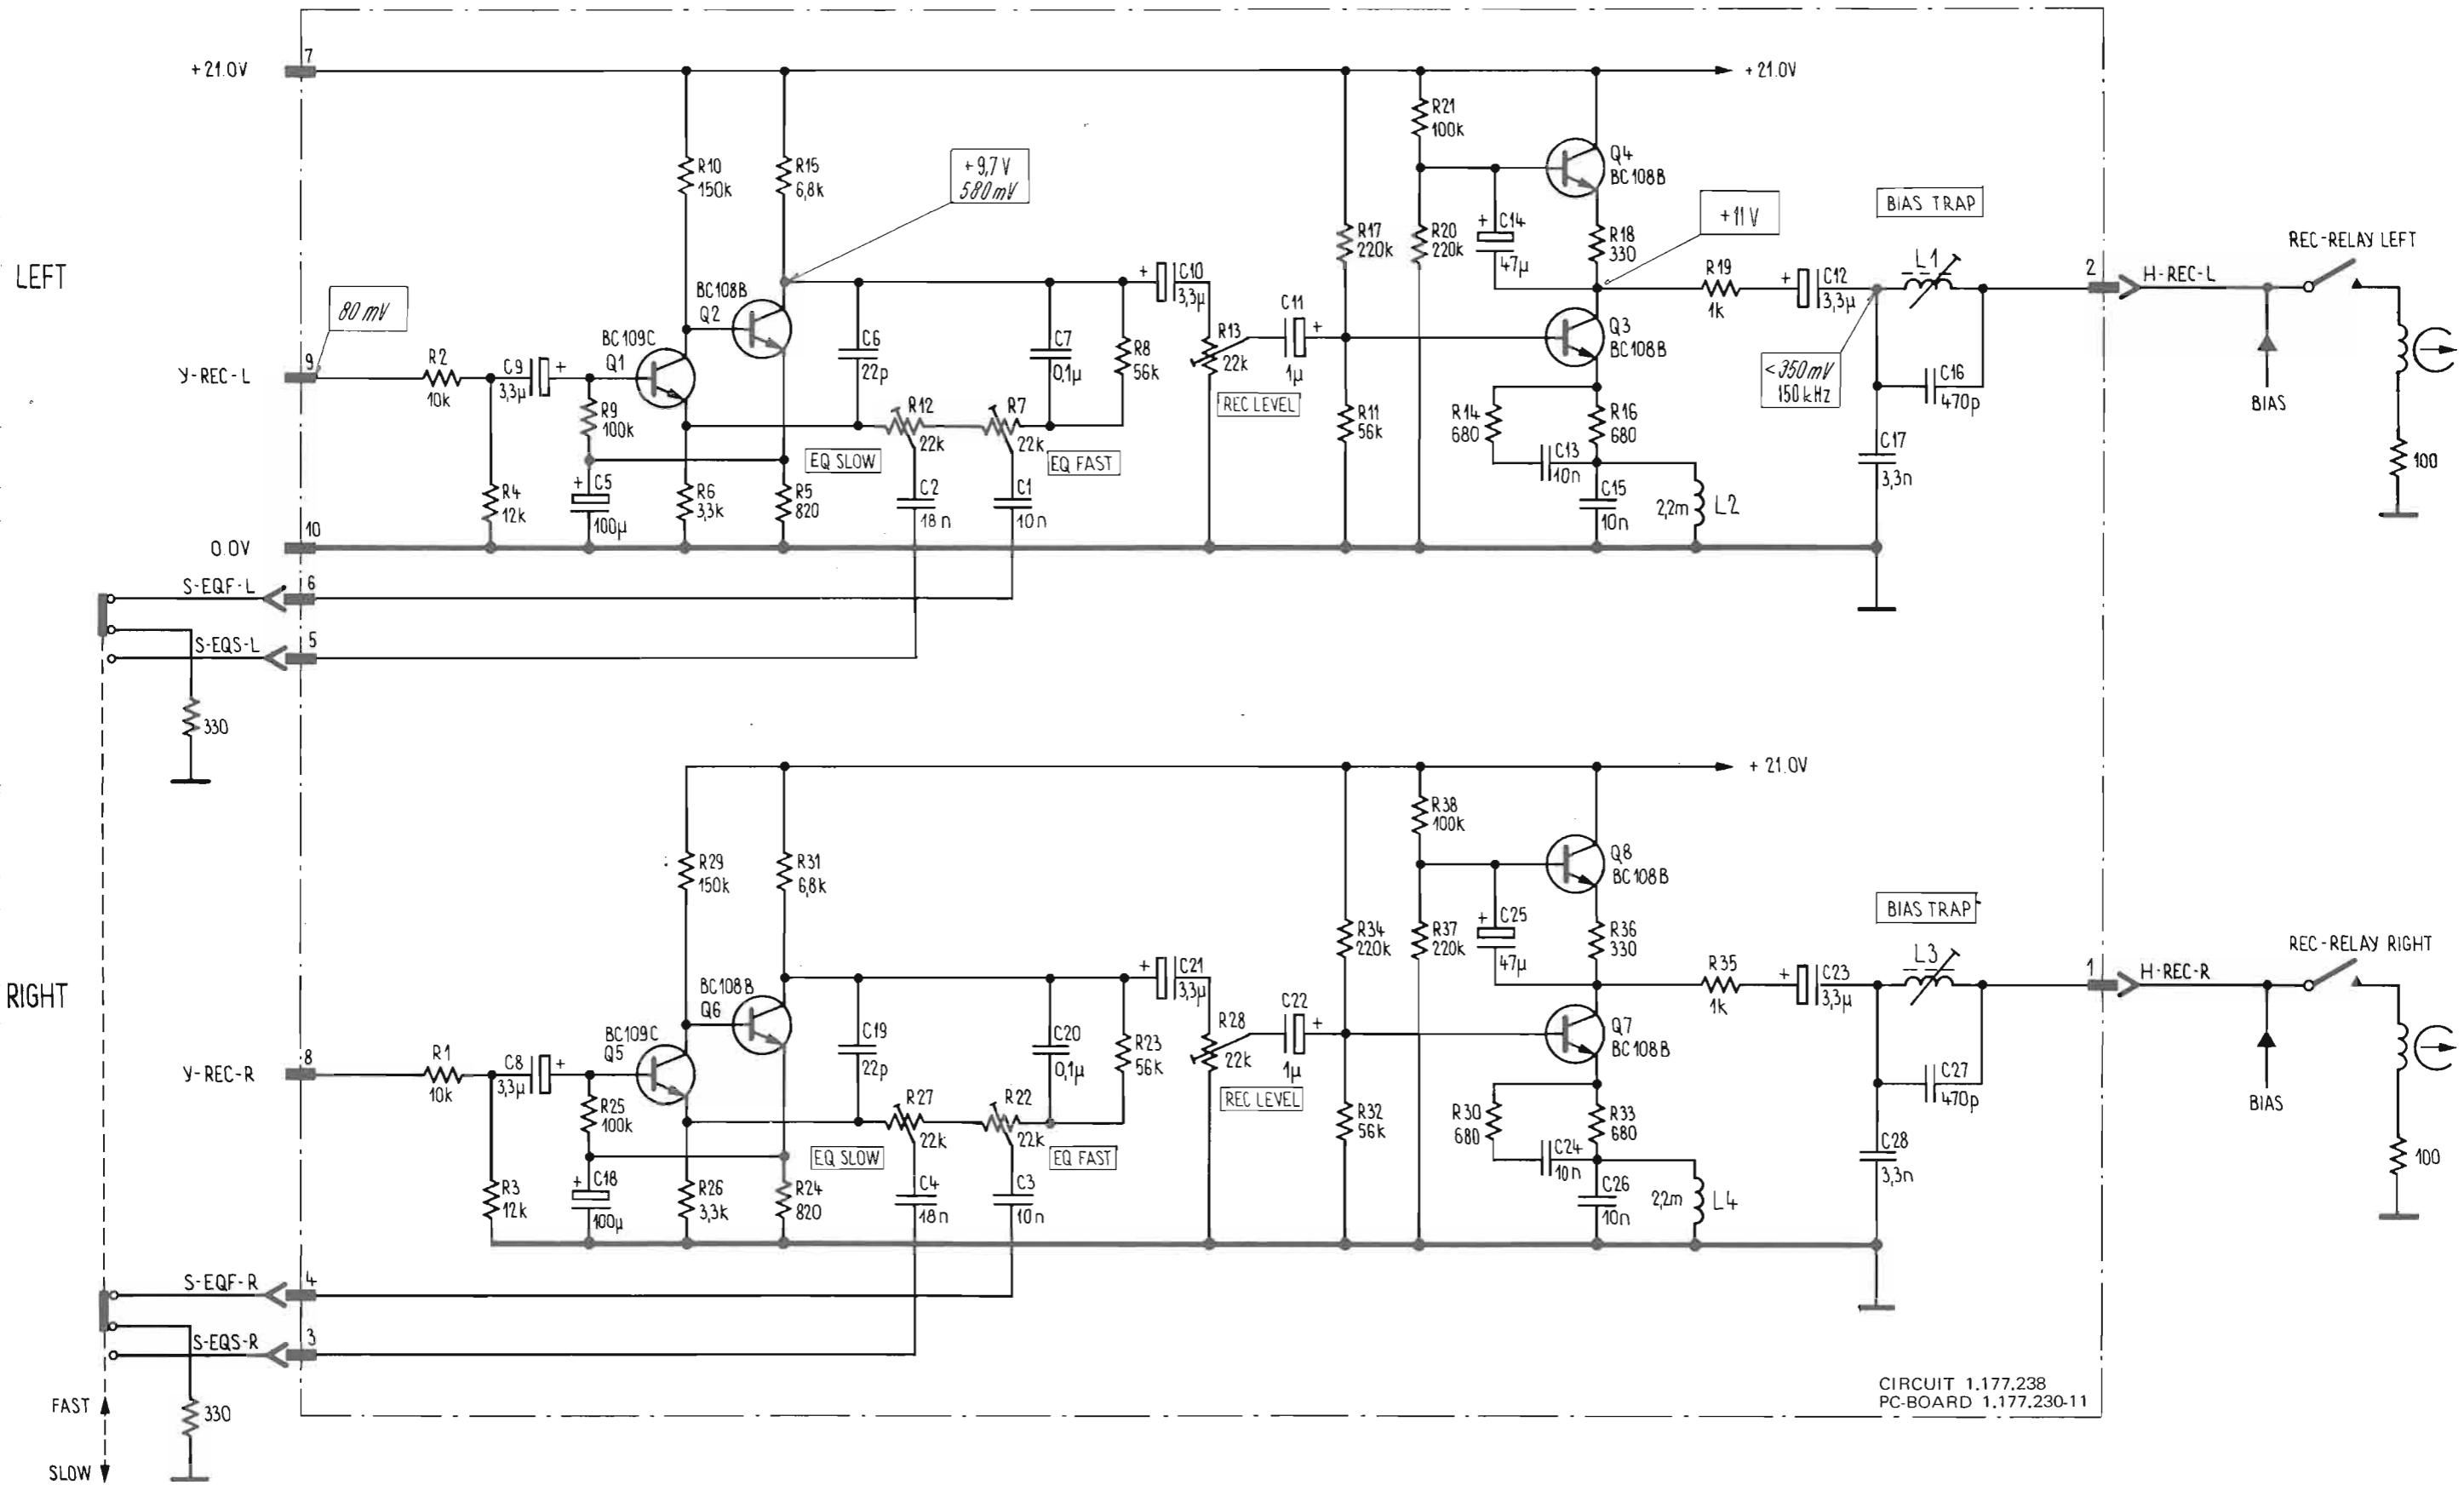 7
+21.0V
+21.0V
R21
100k
R10
150k
R15
6,8k
+9,7V
580mV
Q4
BC108B
BIAS TRAP
+11V
R17
220k
R20
220k
+
C14
47µ
R18
330
REC-RELAY LEFT
LEFT
80mV
BC108B
Q2
+
C10
3,3µ
R19
1k
+
C12
3,3µ
L1
2
H-REC-L
BC109C
Q1
C6
22p
C7
0,1µ
R8
56k
C11
+
1µ
R13
22k
Q3
BC108B
<350mV
150kHz
C16
470p
BIAS
Y-REC-L
9
R2
10k
C9
3,3µ
+
R9
100k
R12
22k
R7
22k
REC LEVEL
R11
56k
R14
680
R16
680
C13
10n
C17
3,3n
100
EQ SLOW
EQ FAST
R4
12k
+
C5
100µ
R6
3,3k
R5
820
C2
18n
C1
10n
C15
10n
2,2m
L2
0.0V
10
S-EQF-L
6
S-EQS-L
5
330
+21.0V
R38
100k
R29
150k
R31
6,8k
Q8
BC108B
BIAS TRAP
R34
220k
R37
220k
+
C25
47µ
R36
330
REC-RELAY RIGHT
RIGHT
BC108B
Q6
+
C21
3,3µ
R35
1k
+
C23
3,3µ
L3
1
H-REC-R
BC109C
Q5
C19
22p
C20
0,1µ
R23
56k
C22
+
1µ
R28
22k
Q7
BC108B
C27
470p
BIAS
Y-REC-R
8
R1
10k
C8
3,3µ
+
R25
100k
R27
22k
R22
22k
REC LEVEL
R32
56k
R30
680
R33
680
C24
10n
C28
3,3n
100
EQ SLOW
EQ FAST
R3
12k
+
C18
100µ
R26
3,3k
R24
820
C4
18n
C3
10n
C26
10n
2,2m
L4
S-EQF-R
4
S-EQS-R
3
FAST
330
SLOW
CIRCUIT 1.177.238
PC-BOARD 1.177.230-11